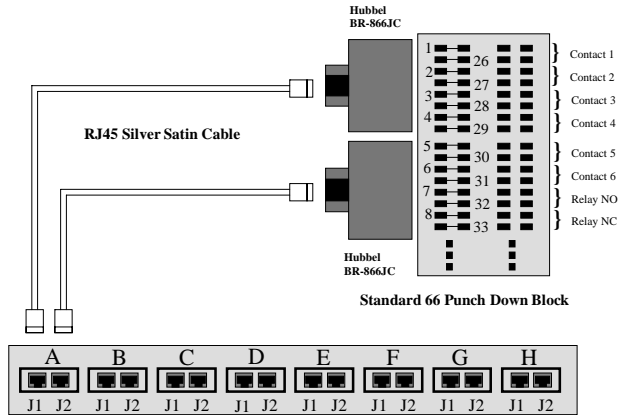 Hubbel
BR-866JC
1
26
Contact 1
2
27
Contact 2
3
28
Contact 3
4
29
Contact 4
RJ45 Silver Satin Cable
5
30
Contact 5
6
31
Contact 6
7
32
Relay NO
8
33
Relay NC
Hubbel
BR-866JC
Standard 66 Punch Down Block
A B C D E F G H
J1 J2 J1 J2 J1 J2 J1 J2 J1 J2 J1 J2 J1 J2 J1 J2